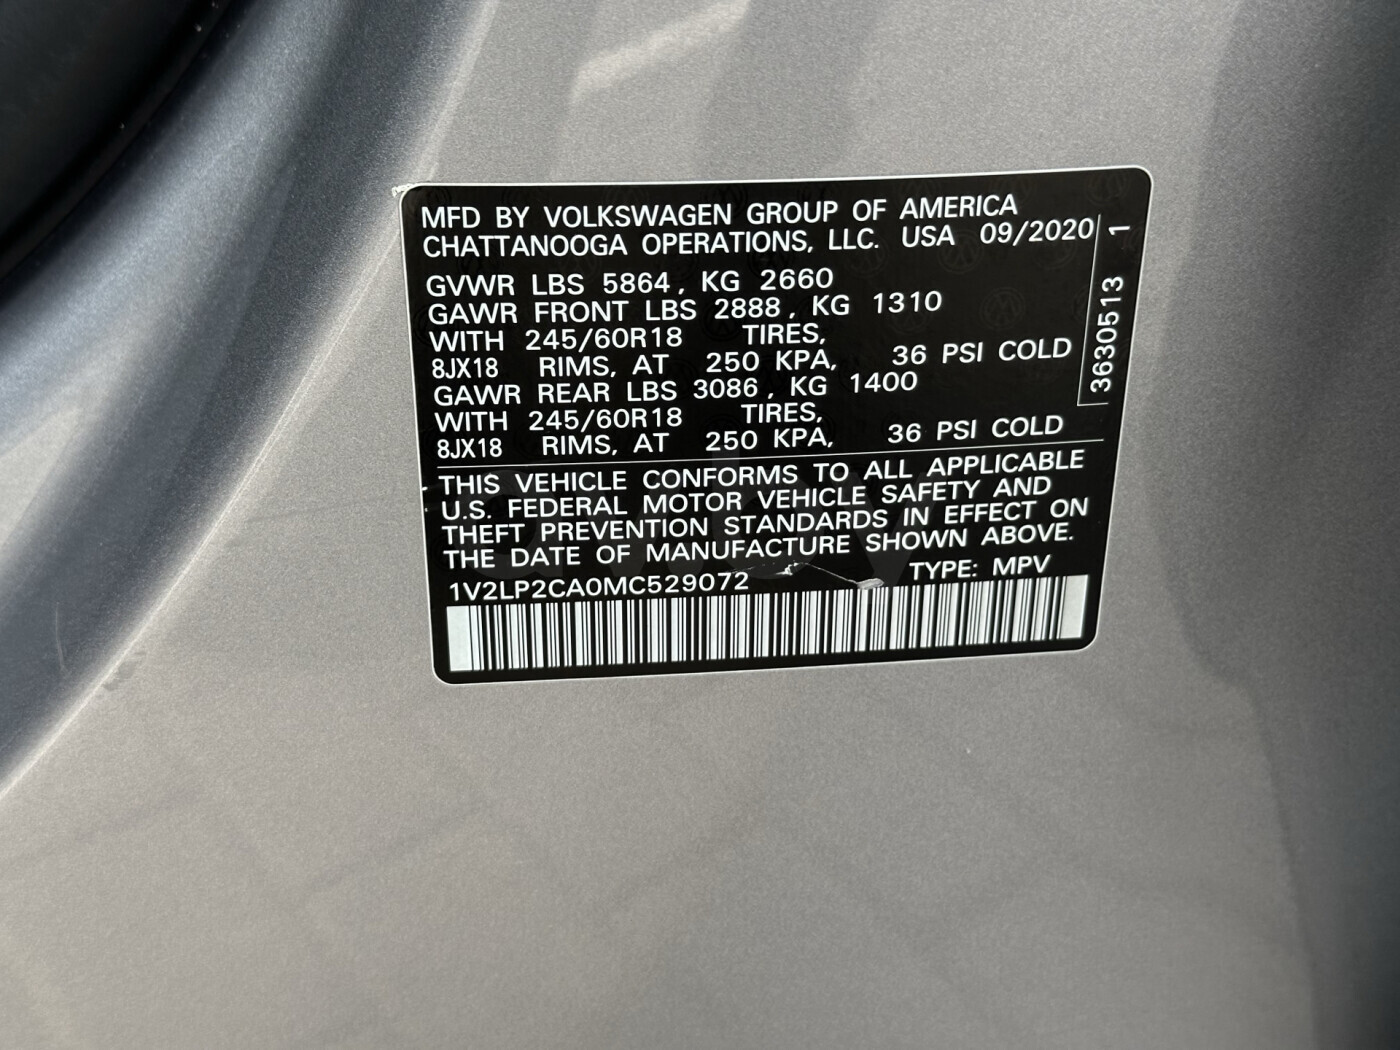 MFD BY VOLKSWAGEN GROUP OF AMERICA
CHATTANOOGA OPERATIONS, LLC. USA 09/2020
GVWR LBS 5864, KG 2660
GAWR FRONT LBS 2888, KG 1310
WITH 245/60R18 TIRES,
8JX18 RIMS, AT 250 KPA, 36 PSI COLD
GAWR REAR LBS 3086, KG 1400
WITH 245/60R18 TIRES,
8JX18 RIMS, AT 250 KPA, 36 PSI COLD
THIS VEHICLE CONFORMS TO ALL APPLICABLE
U.S. FEDERAL MOTOR VEHICLE SAFETY AND
THEFT PREVENTION STANDARDS IN EFFECT ON
THE DATE OF MANUFACTURE SHOWN ABOVE.
1V2LP2CA0MC529072 TYPE: MPV
3630513 1